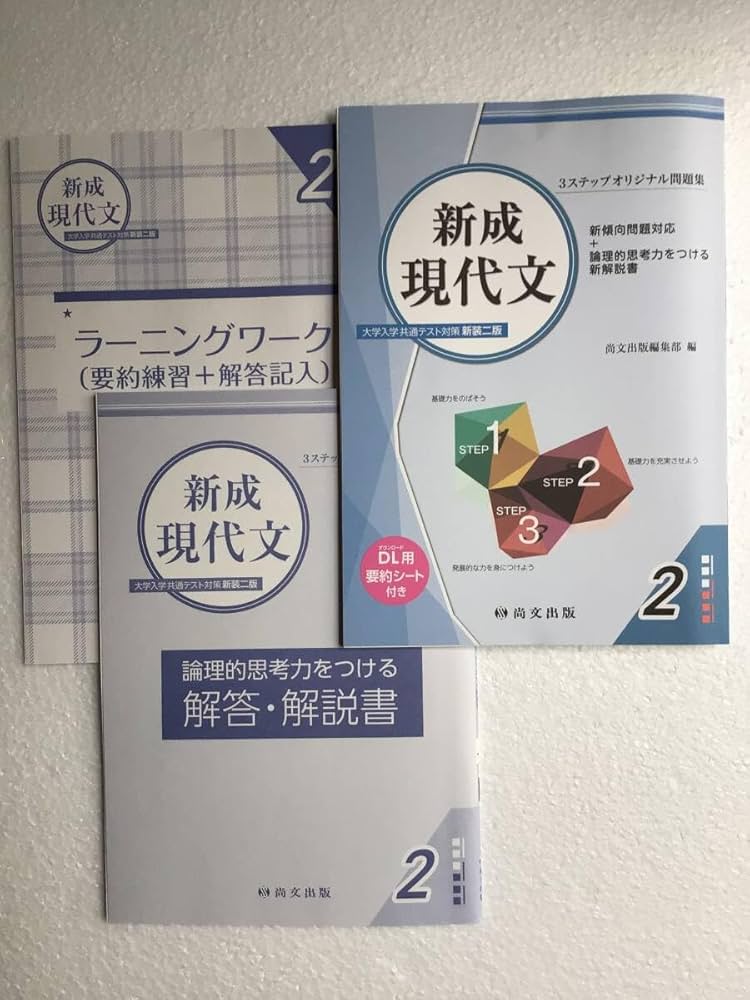 新成
現代文
大学入学共通テスト対策 新装二版
2
★
ラーニングワーク
(要約練習+解答記入)
3ステップオリジナル問題集
新成
現代文
大学入学共通テスト対策 新装二版
新傾向問題対応
+
論理的思考力をつける
新解説書
尚文出版編集部 編
基礎力をのばそう
STEP 1
STEP 2
基礎力を充実させよう
STEP 3
発展的な力を身につけよう
ダウンロード
DL用
要約シート
付き
尚文出版
2
3ステッ
新成
現代文
大学入学共通テスト対策 新装二版
論理的思考力をつける
解答・解説書
尚文出版
2